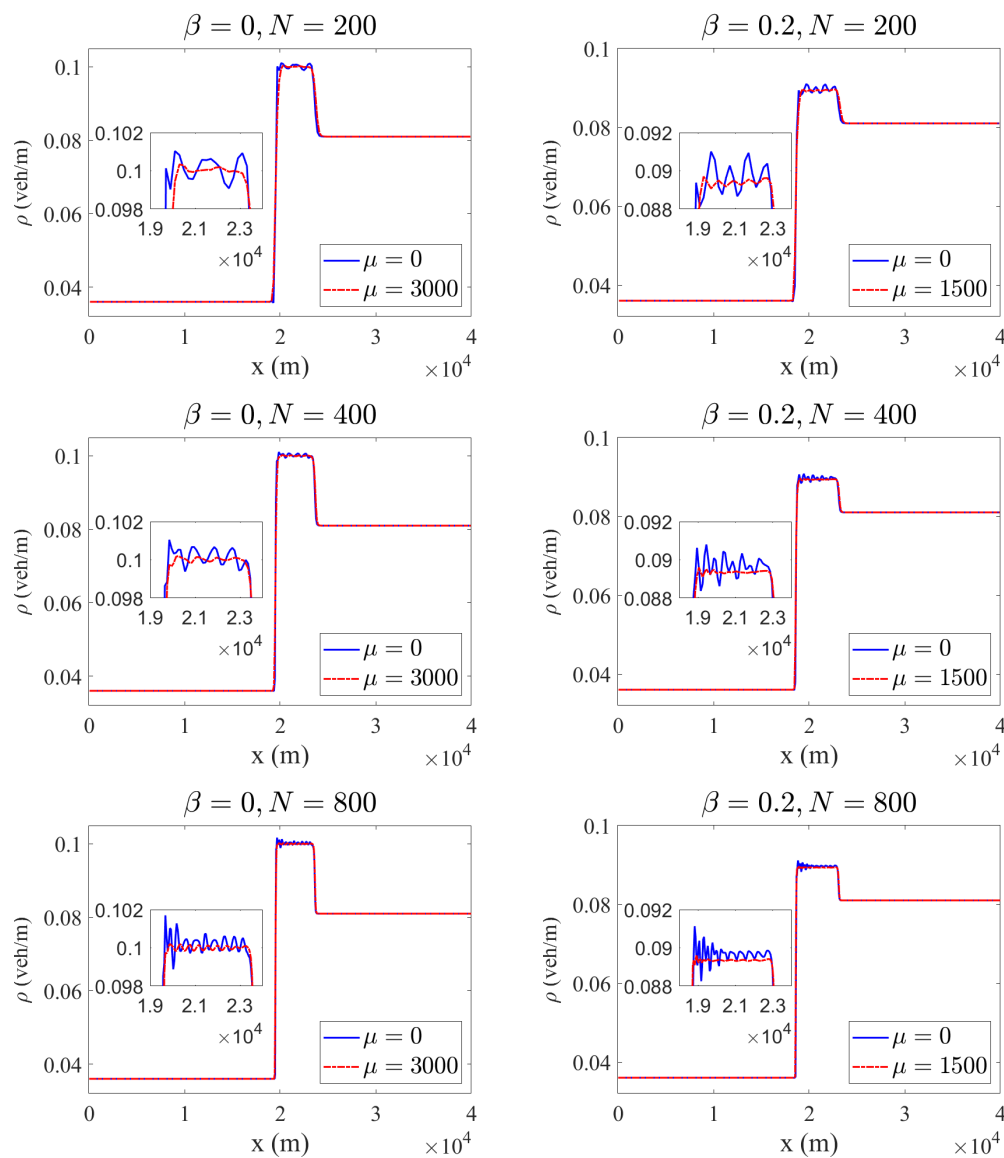 β = 0, N = 200
0.1
0.08
0.06
0.04
ρ (veh/m)
0.102
0.1
0.098
1.9 2.1 2.3
×10⁴
μ = 0
μ = 3000
0 1 2 3 4
x (m) ×10⁴
β = 0.2, N = 200
0.1
0.08
0.06
0.04
ρ (veh/m)
0.092
0.09
0.088
1.9 2.1 2.3
×10⁴
μ = 0
μ = 1500
0 1 2 3 4
x (m) ×10⁴
β = 0, N = 400
0.1
0.08
0.06
0.04
ρ (veh/m)
0.102
0.1
0.098
1.9 2.1 2.3
×10⁴
μ = 0
μ = 3000
0 1 2 3 4
x (m) ×10⁴
β = 0.2, N = 400
0.1
0.08
0.06
0.04
ρ (veh/m)
0.092
0.09
0.088
1.9 2.1 2.3
×10⁴
μ = 0
μ = 1500
0 1 2 3 4
x (m) ×10⁴
β = 0, N = 800
0.1
0.08
0.06
0.04
ρ (veh/m)
0.102
0.1
0.098
1.9 2.1 2.3
×10⁴
μ = 0
μ = 3000
0 1 2 3 4
x (m) ×10⁴
β = 0.2, N = 800
0.1
0.08
0.06
0.04
ρ (veh/m)
0.092
0.09
0.088
1.9 2.1 2.3
×10⁴
μ = 0
μ = 1500
0 1 2 3 4
x (m) ×10⁴